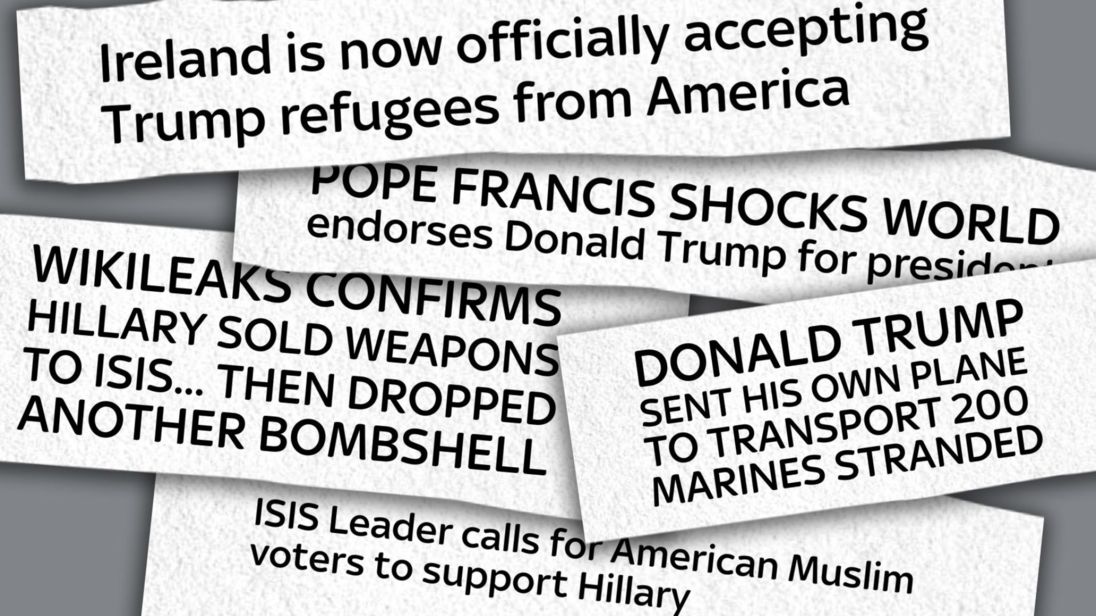 Ireland is now officially accepting
Trump refugees from America
POPE FRANCIS SHOCKS WORLD
endorses Donald Trump for president
WIKILEAKS CONFIRMS
HILLARY SOLD WEAPONS
TO ISIS... THEN DROPPED
ANOTHER BOMBSHELL
DONALD TRUMP
SENT HIS OWN PLANE
TO TRANSPORT 200
MARINES STRANDED
ISIS Leader calls for American Muslim
voters to support Hillary